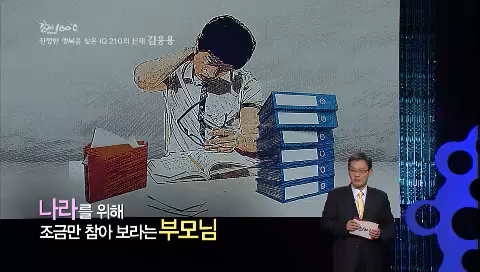 강연100℃
진정한 행복을 찾은 IQ 210의 천재 김웅용
나라를 위해
조금만 참아 보라는 부모님